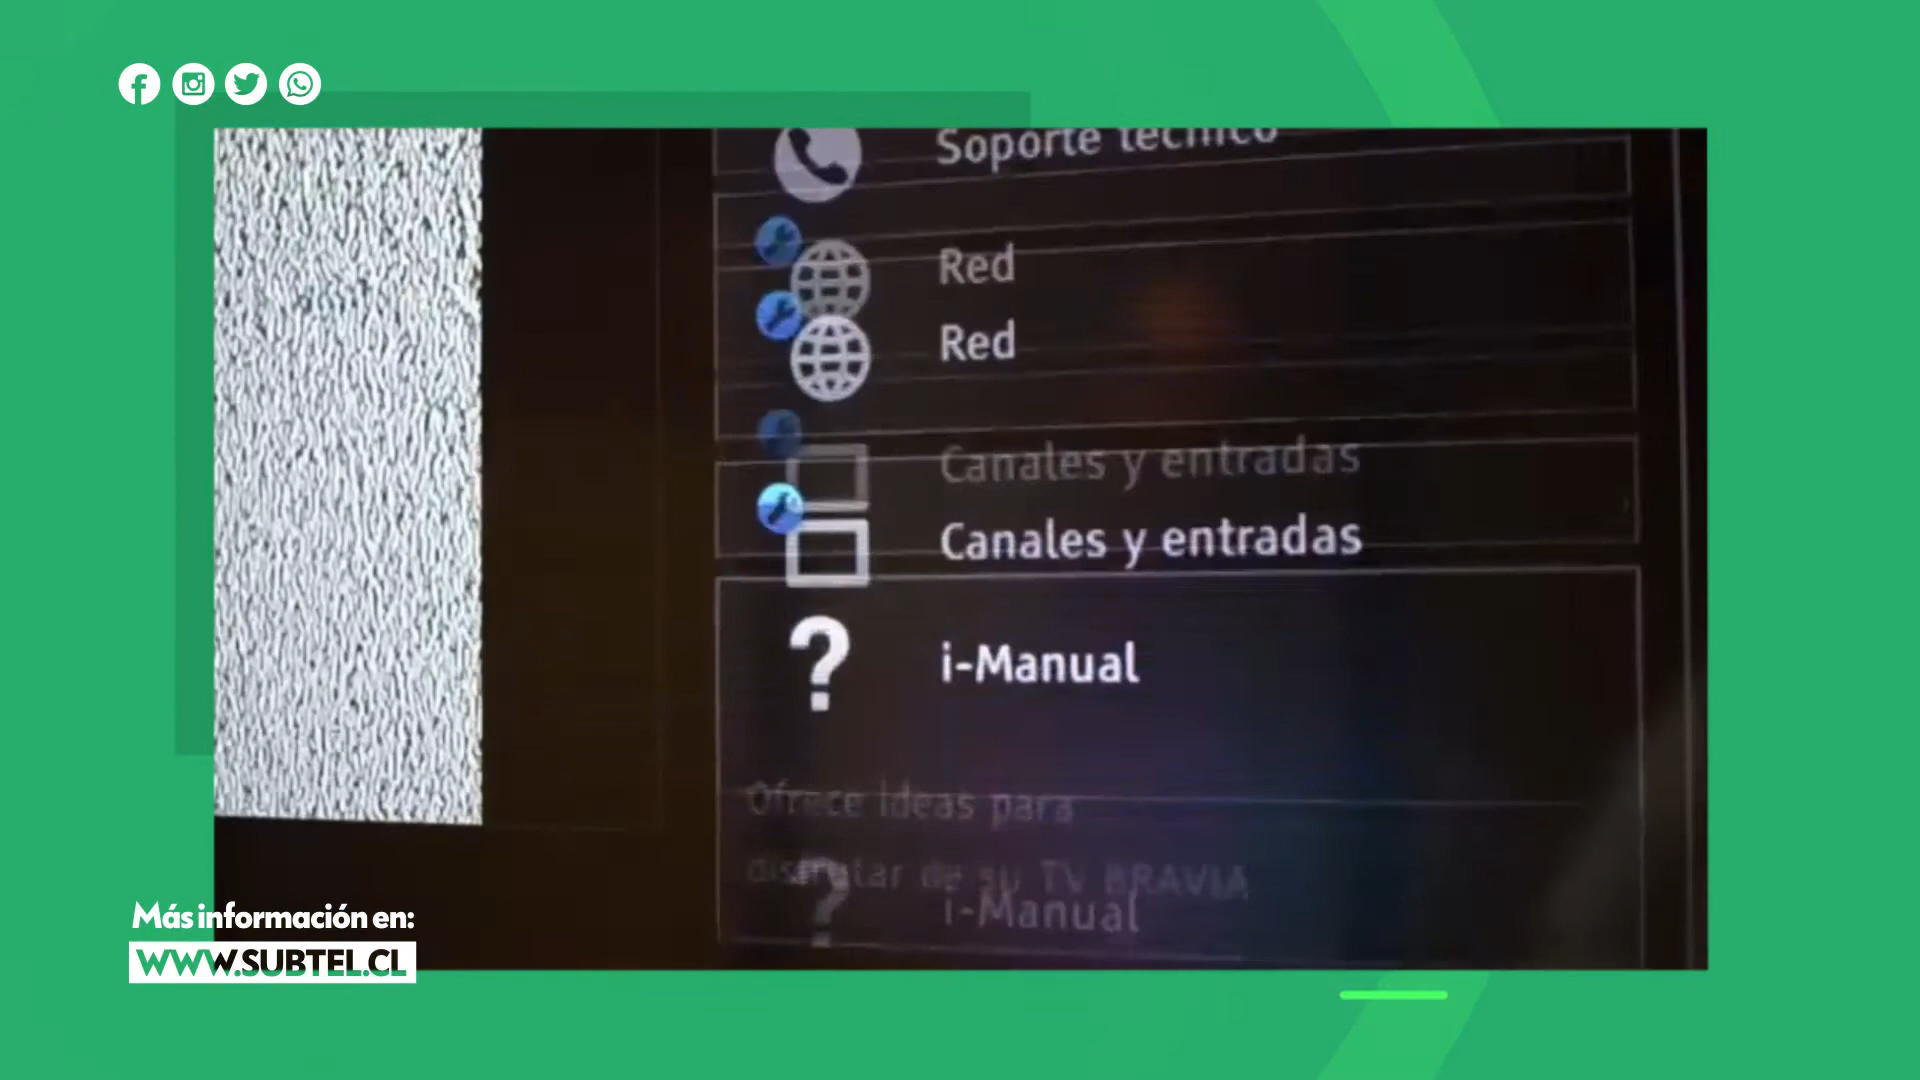 Soporte técnico
Red
Red
Canales y entradas
Canales y entradas
i-Manual
Ofrece ideas para
disfrutar de su TV BRAVIA
i-Manual
Más información en:
WWW.SUBTEL.CL